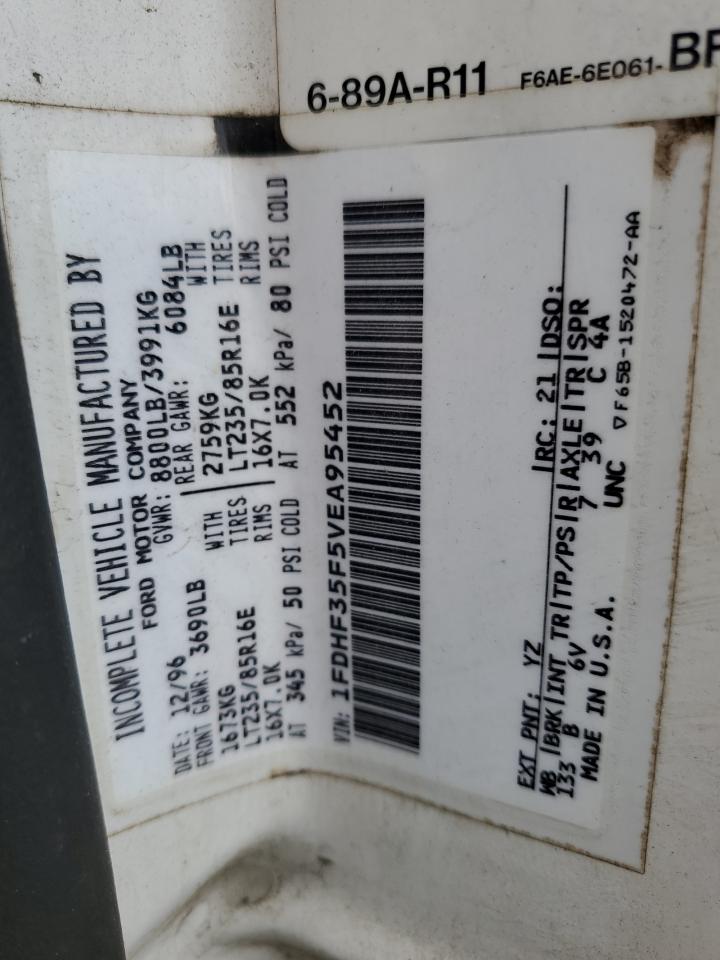 6-89A-R11 F6AE-6E061-
INCOMPLETE VEHICLE MANUFACTURED BY
FORD MOTOR COMPANY
DATE: 12/96 GVWR: 8800LB/3991KG
FRONT GAWR: 3690LB REAR GAWR: 6084LB
1673KG WITH 2759KG WITH
LT235/85R16E TIRES LT235/85R16E TIRES
16X7.0K RIMS 16X7.0K RIMS
AT 345 kPa/ 50 PSI COLD AT 552 kPa/ 80 PSI COLD
VIN: 1FDHF35F5VEA95452
EXT PNT: YZ RC: 21 DSO:
WB |BRK|INT TR|TP/PS|R|AXLE|TR|SPR
133 B 6V 7 39 C 4A
MADE IN U.S.A. UNC
▽F65B-1520472-AA